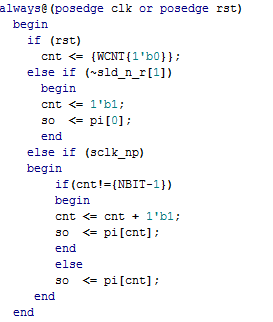 always@(posedge clk or posedge rst)
begin
if (rst)
cnt <= {WCNT{1'b0}};
else if (~sld_n_r[1])
begin
cnt <= 1'b1;
so <= pi[0];
end
else if (sclk_np)
begin
if(cnt!={NBIT-1})
begin
cnt <= cnt + 1'b1;
so <= pi[cnt];
end
else
so <= pi[cnt];
end
end